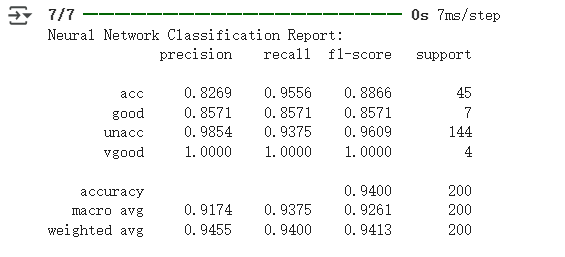 7/7 ━━━━━━━━━━━━━━━━━━━━ 0s 7ms/step
Neural Network Classification Report:
precision recall f1-score support
acc 0.8269 0.9556 0.8866 45
good 0.8571 0.8571 0.8571 7
unacc 0.9854 0.9375 0.9609 144
vgood 1.0000 1.0000 1.0000 4
accuracy 0.9400 200
macro avg 0.9174 0.9375 0.9261 200
weighted avg 0.9455 0.9400 0.9413 200